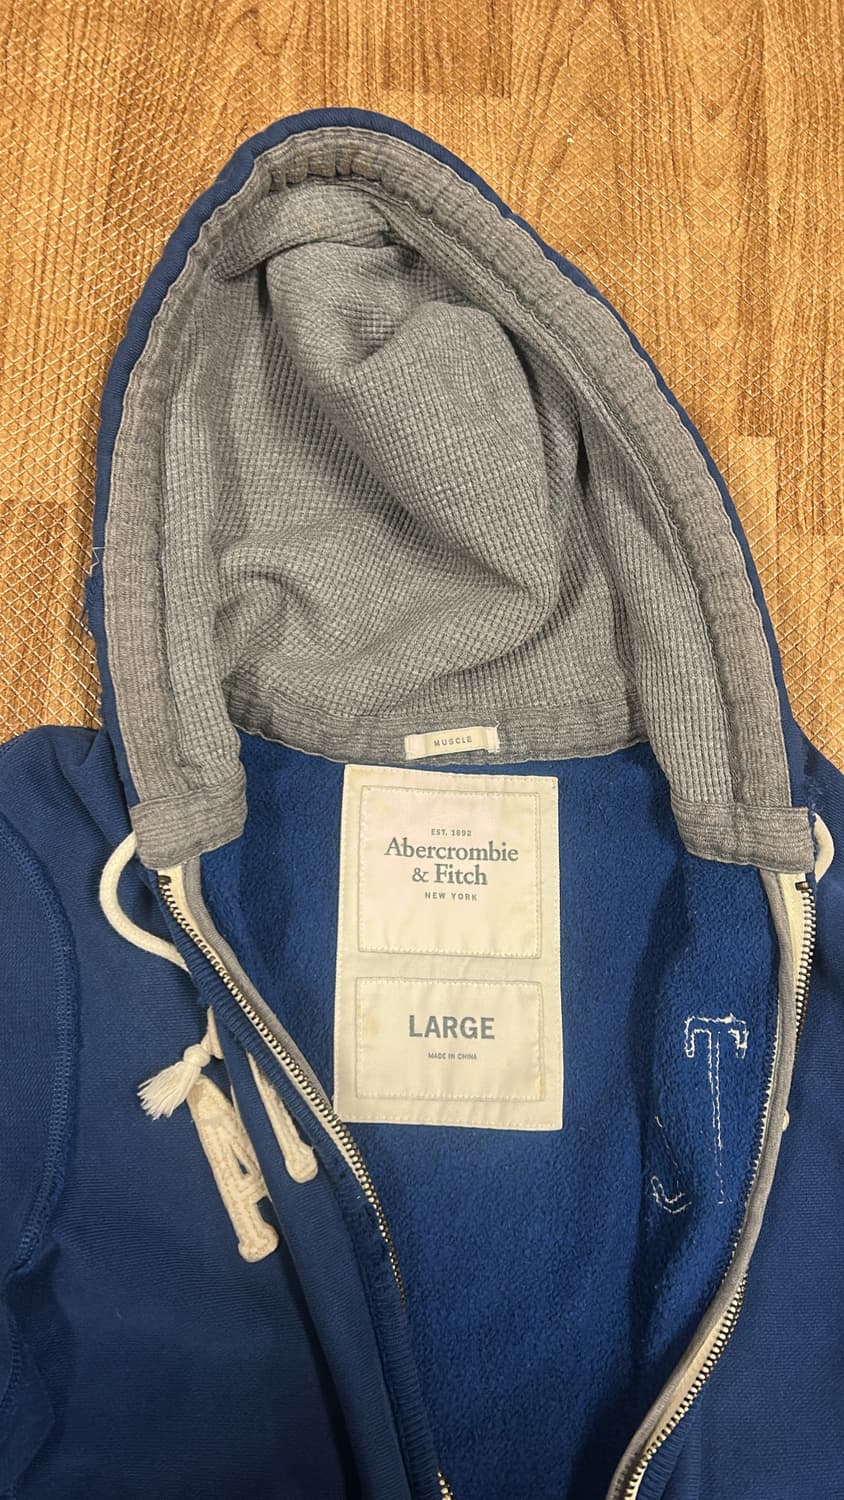 MUSCLE
EST. 1892
Abercrombie
& Fitch
NEW YORK
LARGE
MADE IN CHINA
A